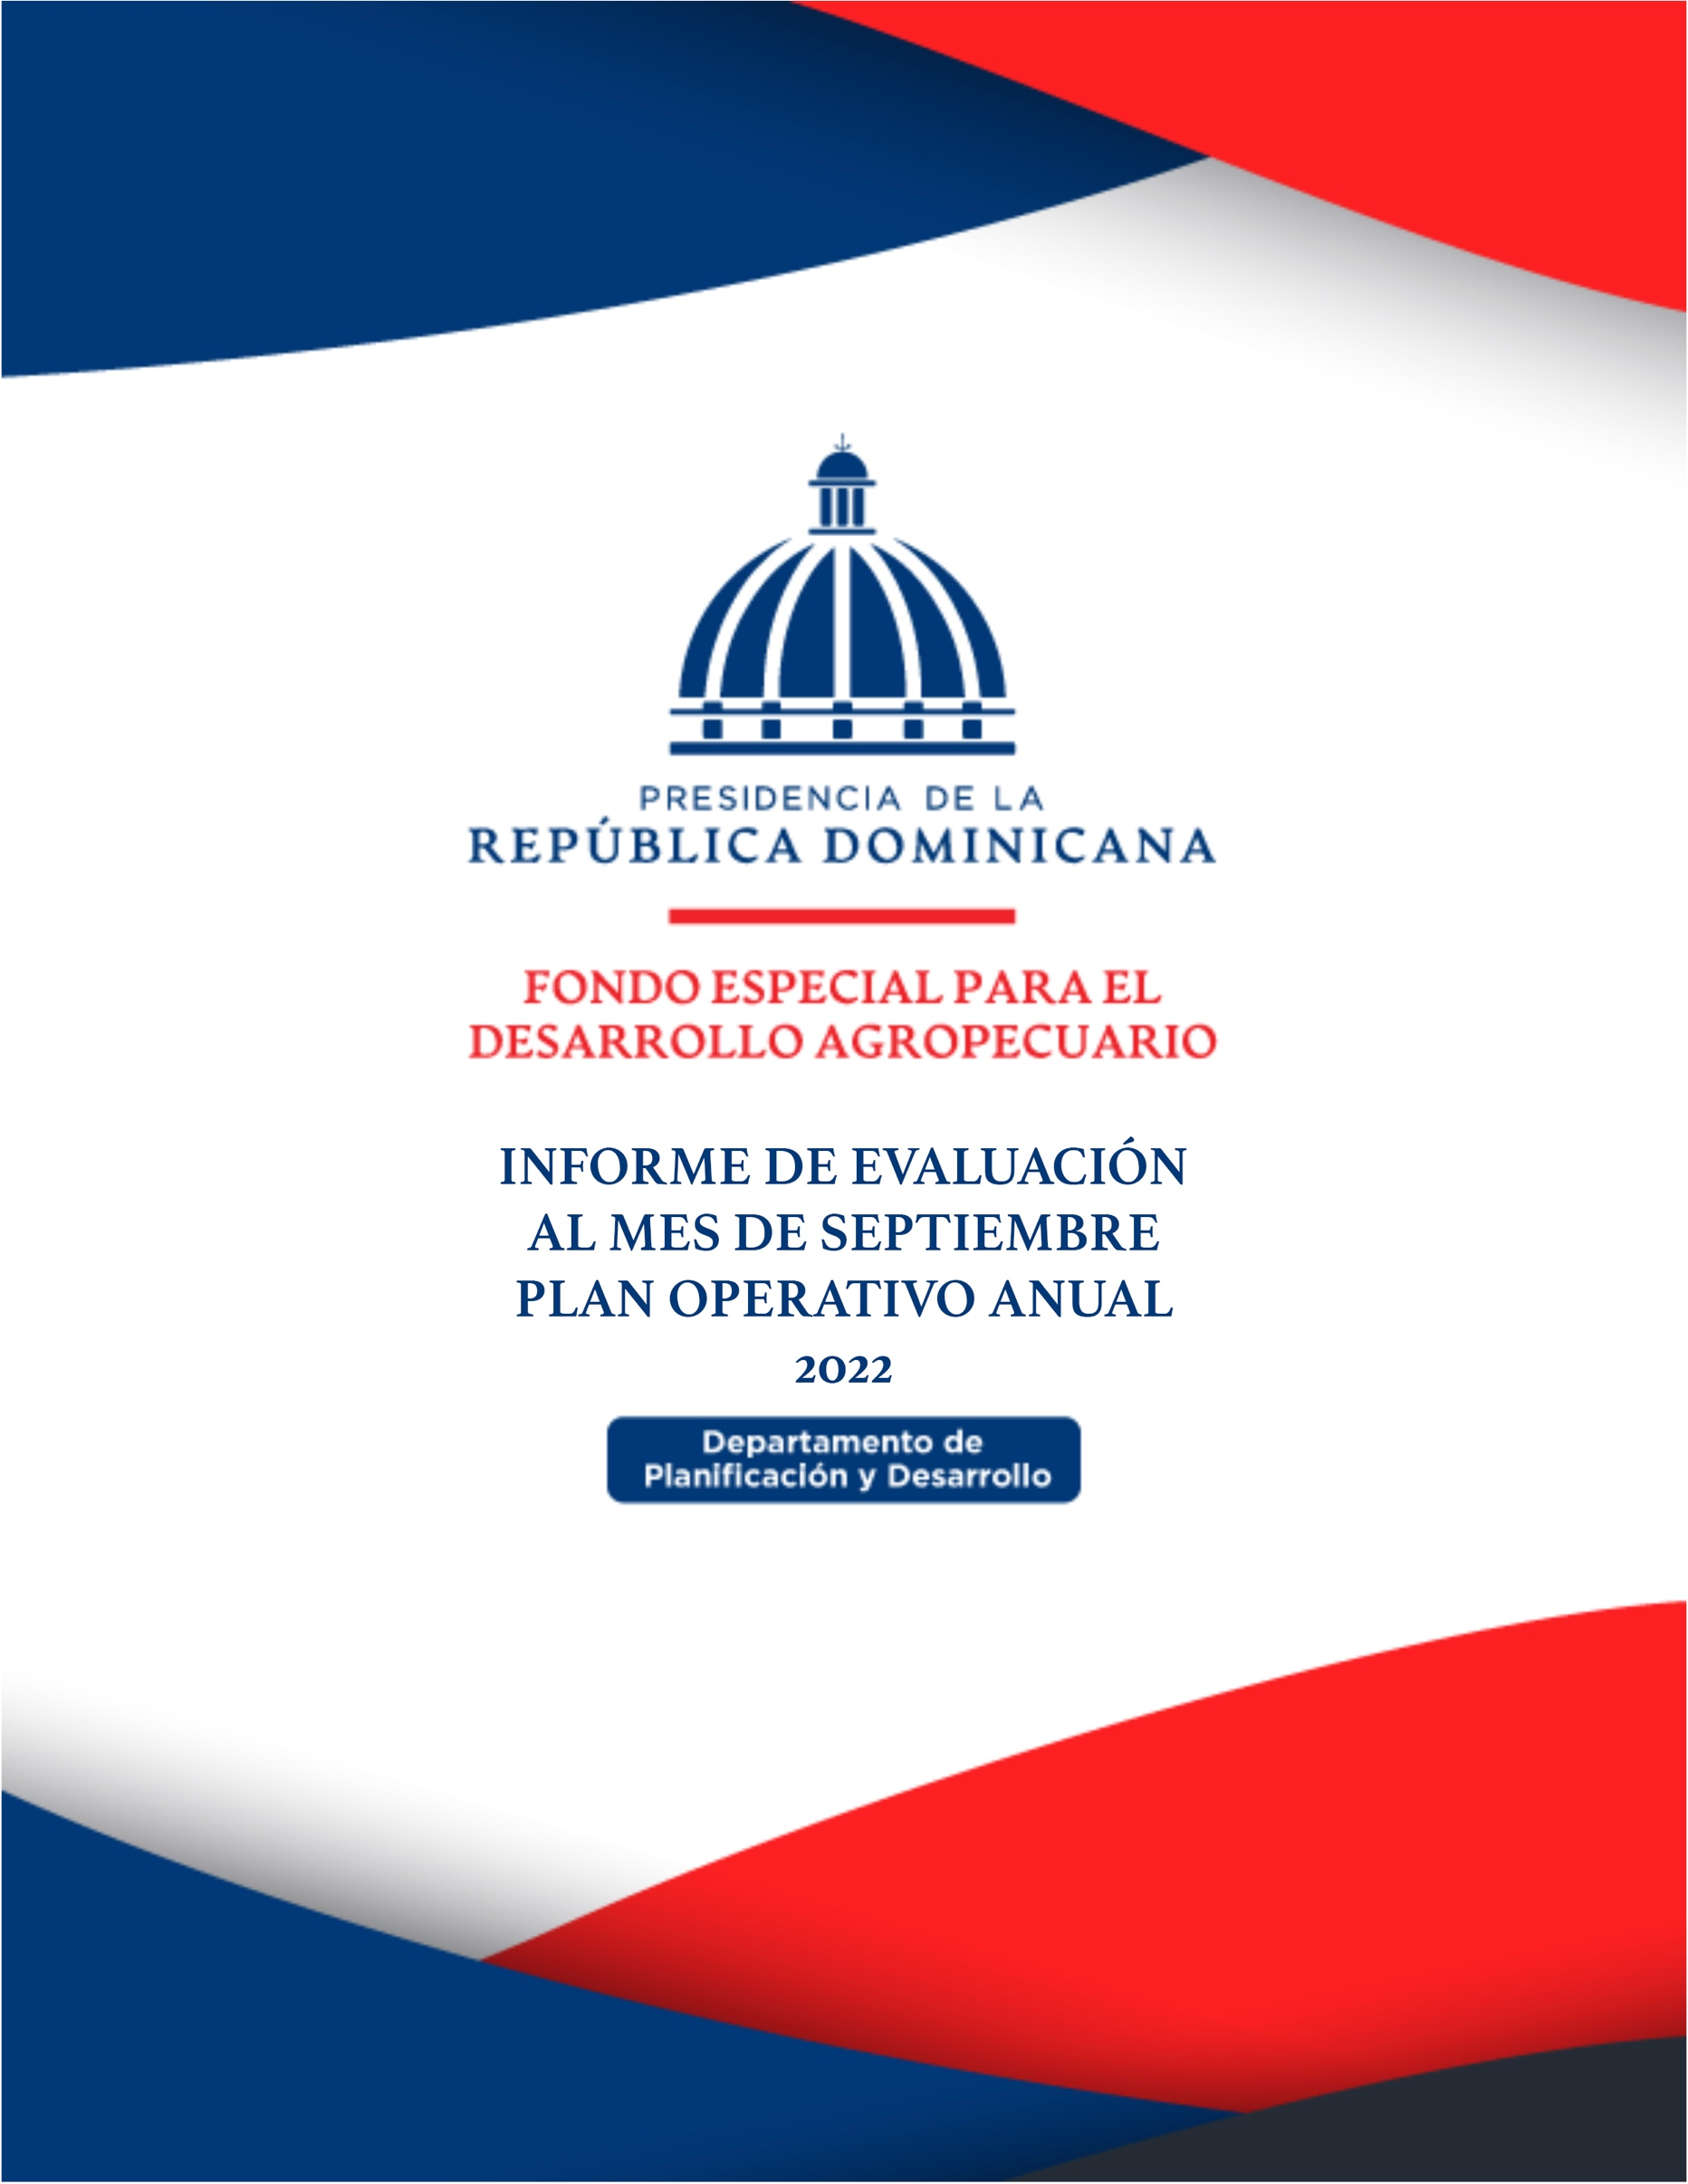 PRESIDENCIA DE LA
REPÚBLICA DOMINICANA
FONDO ESPECIAL PARA EL
DESARROLLO AGROPECUARIO
INFORME DE EVALUACIÓN
AL MES DE SEPTIEMBRE
PLAN OPERATIVO ANUAL
2022
Departamento de
Planificación y Desarrollo